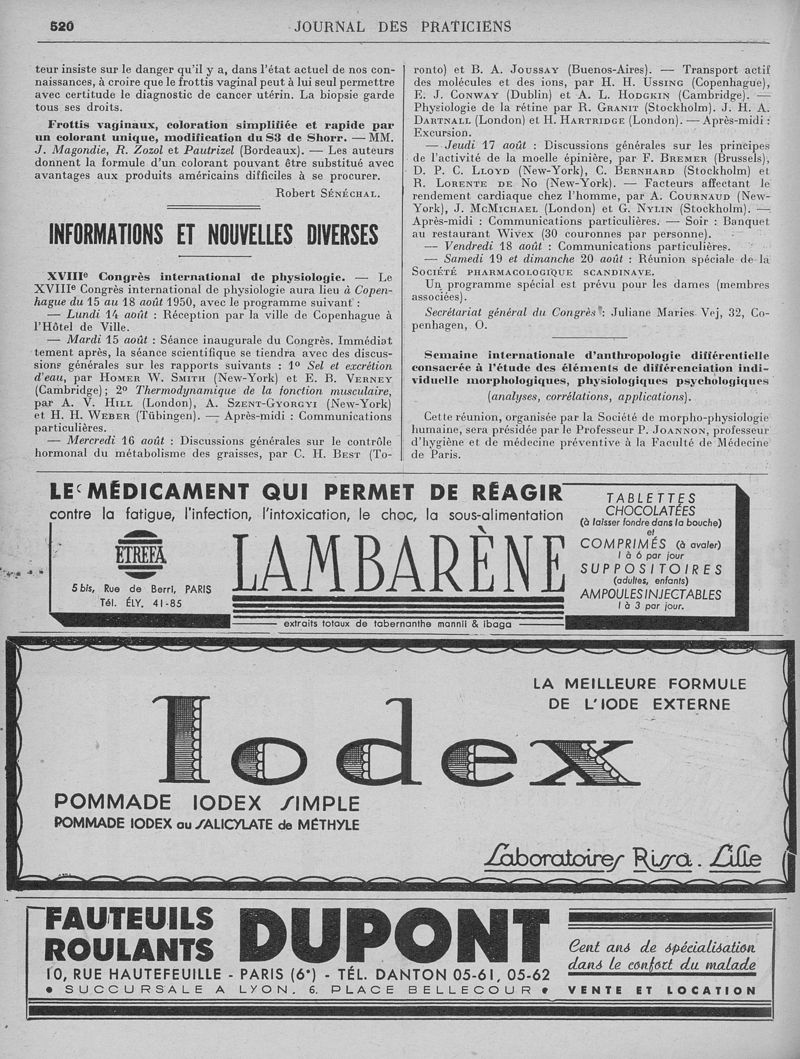 520
JOURNAL DES PRATICIENS
teur insiste sur le danger qu'il y a, dans l'état actuel de nos con-
naissances, à croire que le frottis vaginal peut à lui seul permettre
avec certitude le diagnostic de cancer utérin. La biopsie garde
tous ses droits.
Frottis vaginaux, coloration simplifiée et rapide par
un colorant unique, modification du S3 de Shorr. — MM.
J. Magondie, R. Zozol et Pautrizel (Bordeaux). — Les auteurs
donnent la formule d'un colorant pouvant être substitué avec
avantages aux produits américains difficiles à se procurer.
Robert SÉNÉCHAL.
INFORMATIONS ET NOUVELLES DIVERSES
XVIIIe Congrès international de physiologie. — Le
XVIIIe Congrès international de physiologie aura lieu à Copen-
hague du 15 au 18 août 1950, avec le programme suivant :
— Lundi 14 août : Réception par la ville de Copenhague à
l'Hôtel de Ville.
— Mardi 15 août : Séance inaugurale du Congrès. Immédiat
tement après, la séance scientifique se tiendra avec des discus-
sions générales sur les rapports suivants : 1° Sel et excrétion
d'eau, par HOMER W. SMITH (New-York) et E. B. VERNEY
(Cambridge) ; 2° Thermodynamique de la fonction musculaire,
par A. V. HILL (London), A. SZENT-GYORGYI (New-York)
et H. H. WEBER (Tübingen). — Après-midi : Communications
particulières.
— Mercredi 16 août : Discussions générales sur le contrôle
hormonal du métabolisme des graisses, par C. H. BEST (To-
ronto) et B. A. JOUSSAY (Buenos-Aires). — Transport actif
des molécules et des ions, par H. H. USSING (Copenhague),
E. J. CONWAY (Dublin) et A. L. HODGKIN (Cambridge). —
Physiologie de la rétine par R. GRANIT (Stockholm). J. H. A.
DARTNALL (London) et H. HARTRIDGE (London). — Après-midi :
Excursion.
— Jeudi 17 août : Discussions générales sur les principes
de l'activité de la moelle épinière, par F. BREMER (Brussels),
D. P. C. LLOYD (New-York), C. BERNHARD (Stockholm) et
R. LORENTE DE NO (New-York). — Facteurs affectant le
rendement cardiaque chez l'homme, par A. COURNAUD (New-
York), J. MCMICHAEL (London) et G. NYLIN (Stockholm). —
Après-midi : Communications particulières. — Soir : Banquet
au restaurant WIVEX (30 couronnes par personne).
— Vendredi 18 août : Communications particulières.
— Samedi 19 et dimanche 20 août : Réunion spéciale de la
SOCIÉTÉ PHARMACOLOGIQUE SCANDINAVE.
Un programme spécial est prévu pour les dames (membres
associées).
Secrétariat général du Congrès : Juliane Maries Vej, 32, Co-
penhagen, O.
Semaine internationale d'anthropologie différentielle
consacrée à l'étude des éléments de différenciation indi-
viduelle morphologiques, physiologiques psychologiques
(analyses, corrélations, applications).
Cette réunion, organisée par la Société de morpho-physiologie
humaine, sera présidée par le Professeur P. JOANNON, professeur
d'hygiène et de médecine préventive à la Faculté de Médecine
de Paris.
LE MÉDICAMENT QUI PERMET DE RÉAGIR
contre la fatigue, l'infection, l'intoxication, le choc, la sous-alimentation
ETREFA
5 bis, Rue de Berri, PARIS
Tél. ÉLY. 41-85
LAMBARÈNE
extraits totaux de tabernanthe mannii & ibaga
TABLETTES
CHOCOLATÉES
(à laisser fondre dans la bouche)
et
COMPRIMÉS (à avaler)
1 à 6 par jour
SUPPOSITOIRES
(adultes, enfants)
AMPOULES INJECTABLES
1 à 3 par jour.
LA MEILLEURE FORMULE
DE L'IODE EXTERNE
Iodex
POMMADE IODEX SIMPLE
POMMADE IODEX au SALICYLATE de MÉTHYLE
Laboratoires Rissa. Lille
FAUTEUILS
ROULANTS
DUPONT
10, RUE HAUTEFEUILLE - PARIS (6e) - TÉL. DANTON 05-61, 05-62
• SUCCURSALE A LYON, 6, PLACE BELLECOUR •
Cent ans de spécialisation
dans le confort du malade
VENTE ET LOCATION